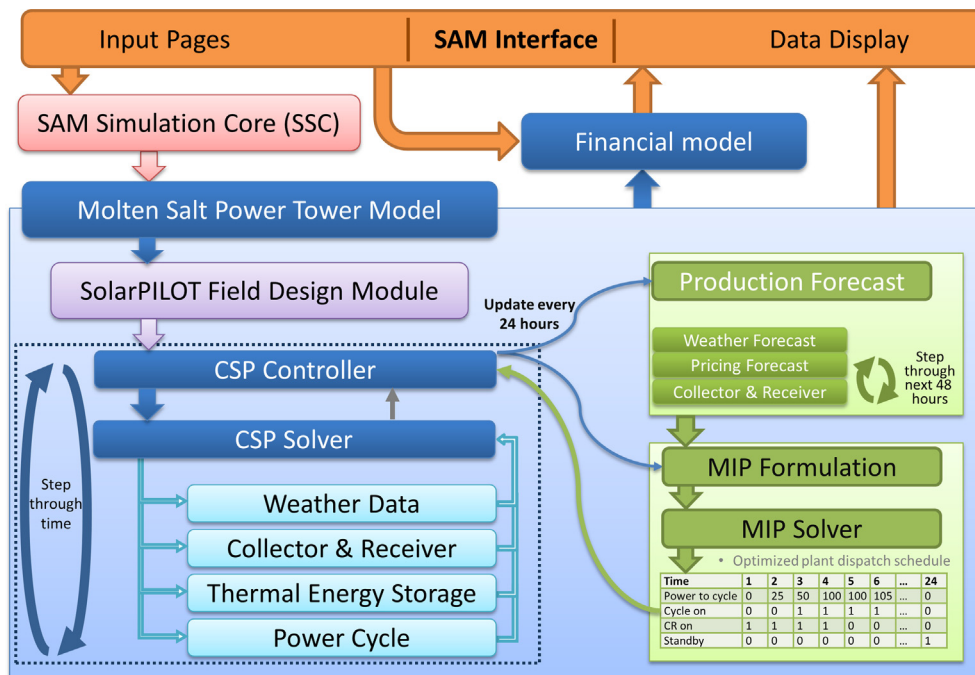 Input Pages
SAM Interface
Data Display
SAM Simulation Core (SSC)
Financial model
Molten Salt Power Tower Model
SolarPILOT Field Design Module
Update every
24 hours
Production Forecast
Weather Forecast
Pricing Forecast
Collector & Receiver
Step
through
next 48
hours
CSP Controller
CSP Solver
Step
through
time
Weather Data
Collector & Receiver
Thermal Energy Storage
Power Cycle
MIP Formulation
MIP Solver
• Optimized plant dispatch schedule
Time 1 2 3 4 5 6 ... 24
Power to cycle 0 25 50 100 100 105 ... 0
Cycle on 0 0 1 1 1 1 ... 0
CR on 1 1 1 1 0 0 ... 0
Standby 0 0 0 0 0 0 ... 1